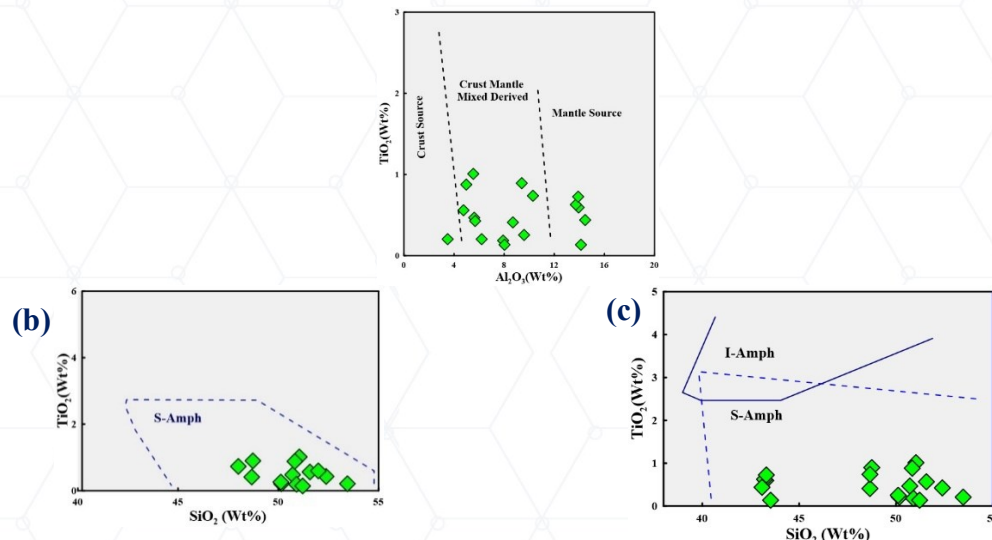 3
Crust Mantle
Mixed Derived
2
Mantle Source
TiO₂(Wt%)
Crust Source
1
0
0
4
8
12
16
20
Al₂O₃(Wt%)
(b)
6
4
TiO₂(Wt%)
S-Amph
2
0
40
45
50
55
SiO₂ (Wt%)
(c)
5
I-Amph
4
TiO₂(Wt%)
3
S-Amph
2
1
0
40
45
50
SiO₂ (Wt%)